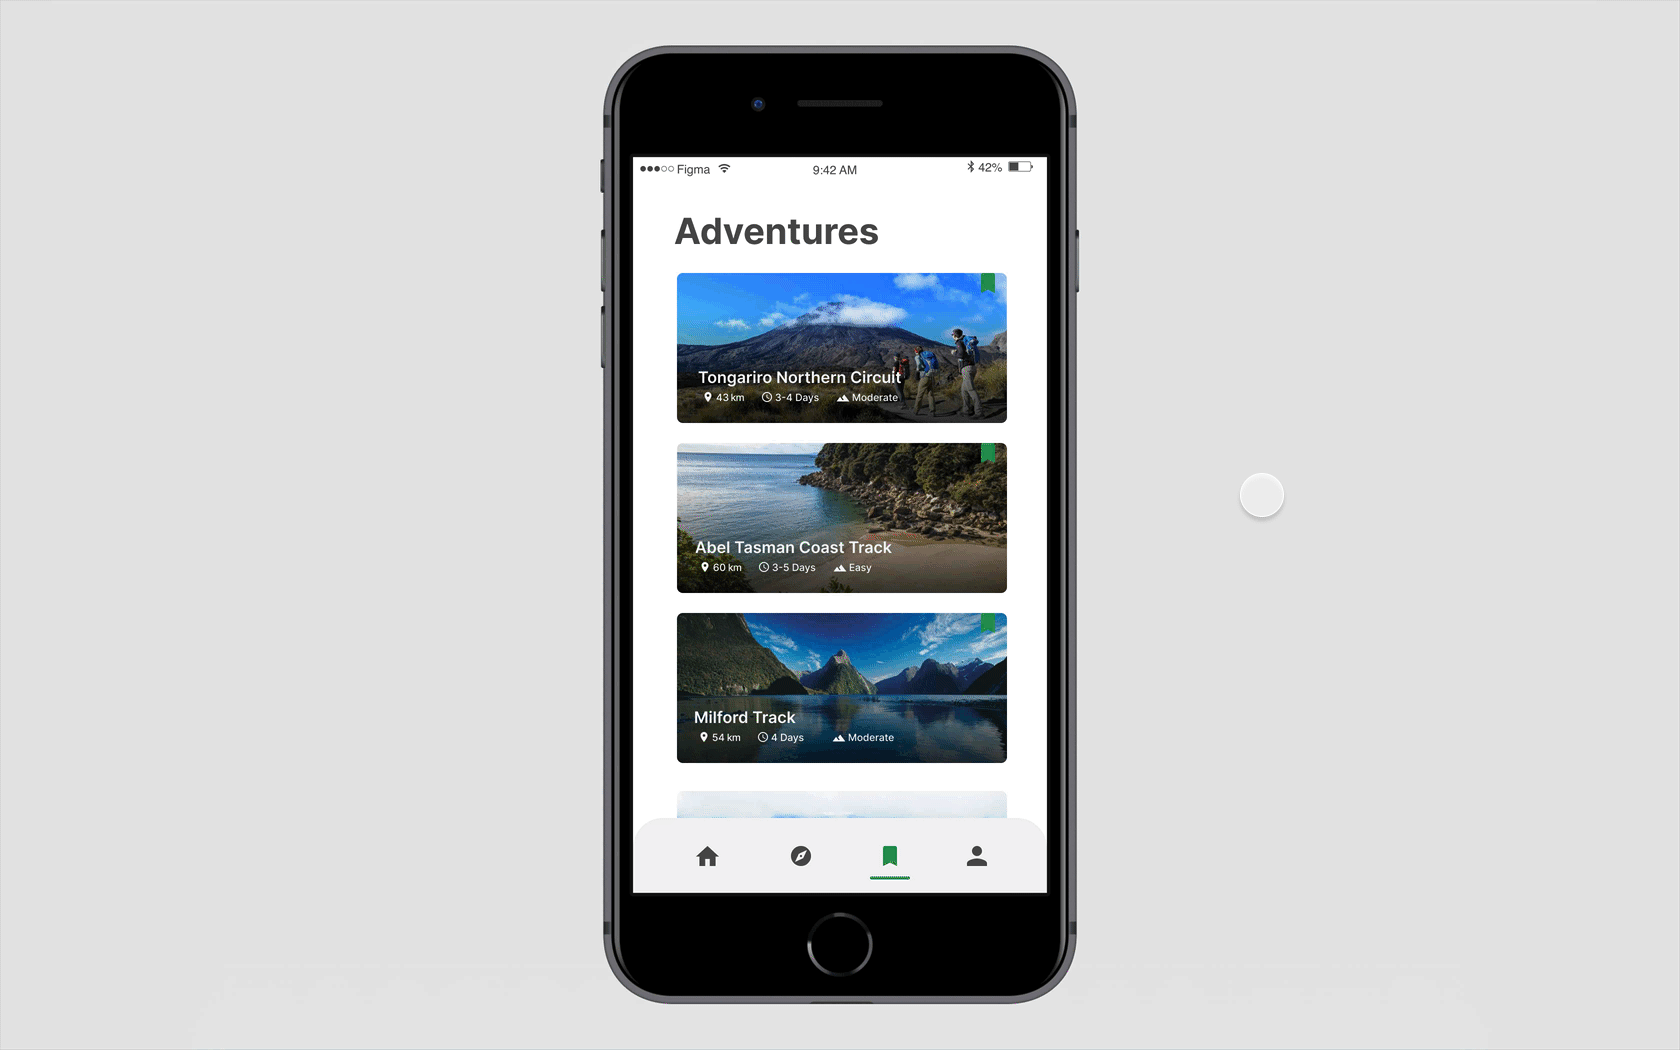 Figma 9:42 AM 42%
Adventures
Tongariro Northern Circuit
43 km 3-4 Days Moderate
Abel Tasman Coast Track
60 km 3-5 Days Easy
Milford Track
54 km 4 Days Moderate